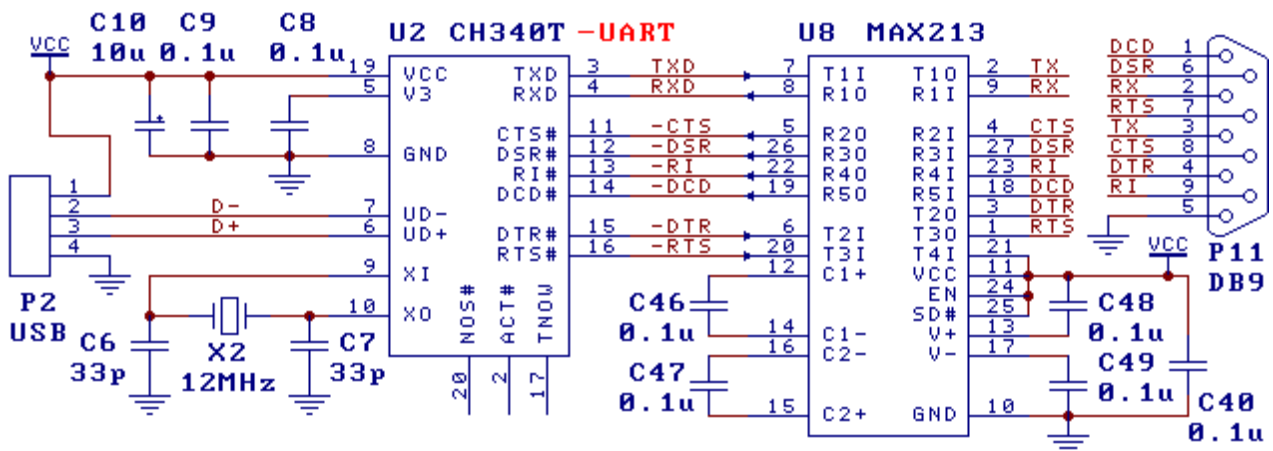 C10 C9 C8
VCC 10u 0.1u 0.1u
U2 CH340T -UART
U8 MAX213
19 VCC TXD 3 TXD 7 T1I T1O 2 TX
5 V3 RXD 4 RXD 8 R1O R1I 9 RX
CTS# 11 -CTS 5 R2O R2I 4 CTS
8 GND DSR# 12 -DSR 26 R3O R3I 27 DSR
RI# 13 -RI 22 R4O R4I 23 RI
DCD# 14 -DCD 19 R5O R5I 18 DCD
T2O 3 DTR
DTR# 15 -DTR 6 T2I T3O 1 RTS
RTS# 16 -RTS 20 T3I T4I 21
12 C1+ VCC 11
EN 24
SD# 25
14 C1- V+ 13
16 C2- V- 17
15 C2+ GND 10
1
2 D- 7 UD-
3 D+ 6 UD+
4
P2
USB
9 XI
10 XO
C6
33p
X2
12MHz
C7
33p
NOS# ACT# TNOW
20 2 17
C46
0.1u
C47
0.1u
DCD 1
DSR 6
RX 2
RTS 7
TX 3
CTS 8
DTR 4
RI 9
5
P11
DB9
VCC
C48
0.1u
C49
0.1u
C40
0.1u